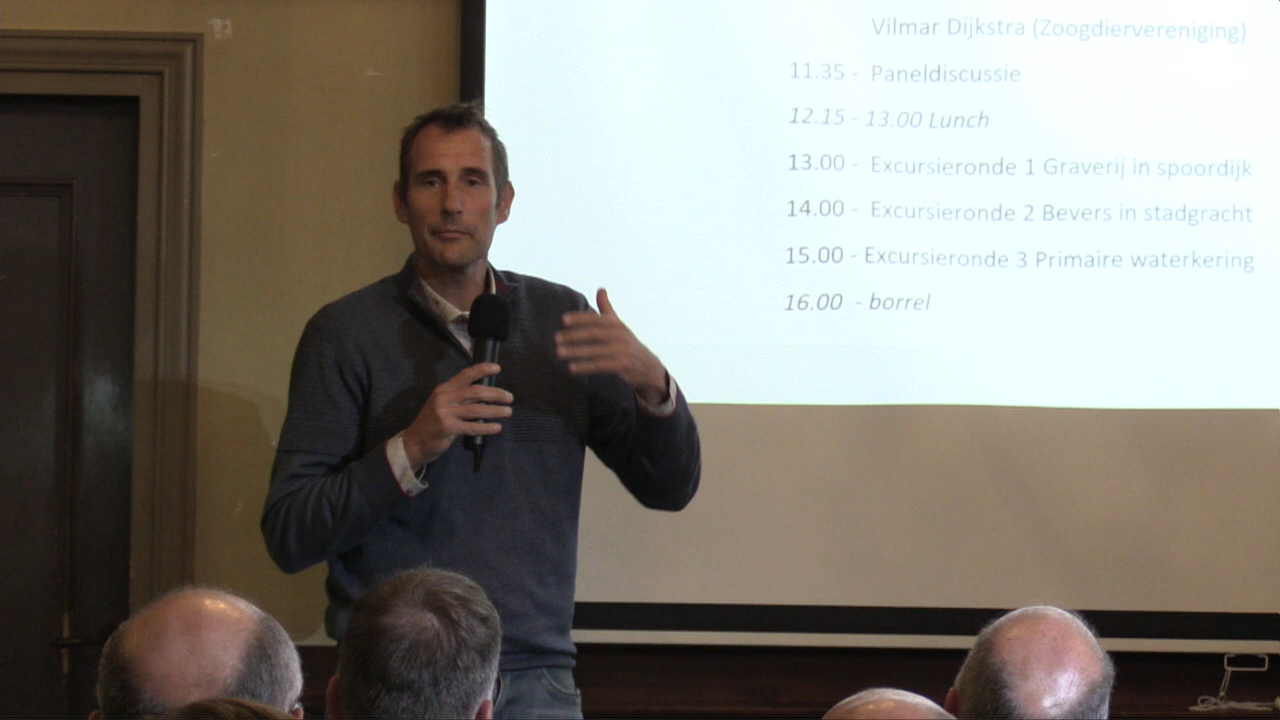 Vilmar Dijkstra (Zoogdiervereniging)
11.35 - Paneldiscussie
12.15 - 13.00 Lunch
13.00 - Excursieronde 1 Graverij in spoordijk
14.00 - Excursieronde 2 Bevers in stadgracht
15.00 - Excursieronde 3 Primaire waterkering
16.00 - borrel